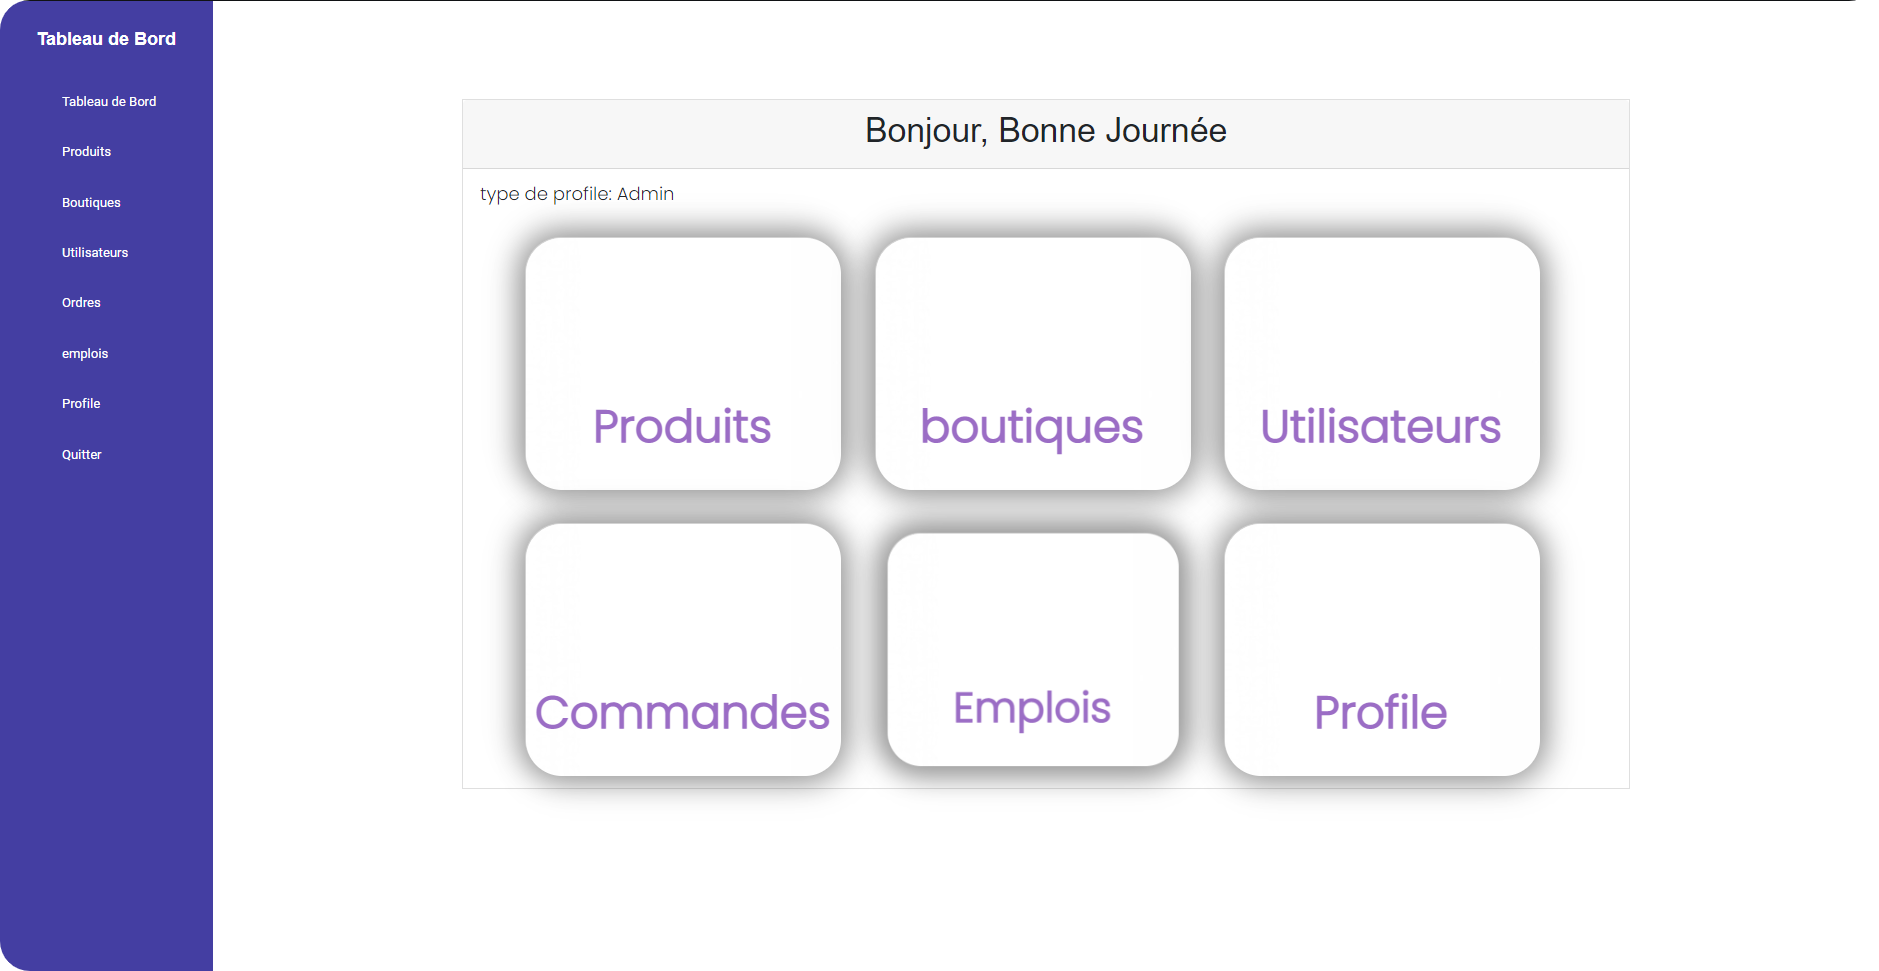 Tableau de Bord
Tableau de Bord
Produits
Boutiques
Utilisateurs
Ordres
emplois
Profile
Quitter
Bonjour, Bonne Journée
type de profile: Admin
Produits
boutiques
Utilisateurs
Commandes
Emplois
Profile